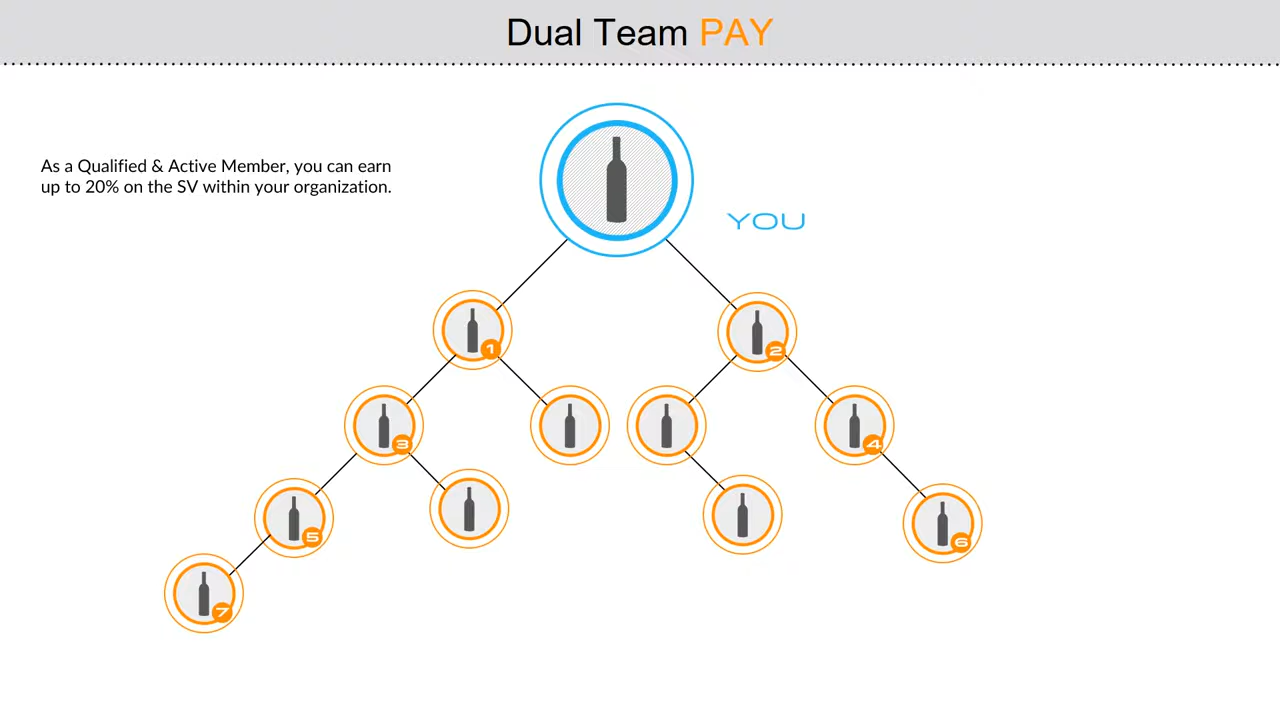 Dual Team PAY
As a Qualified & Active Member, you can earn
up to 20% on the SV within your organization.
YOU
1
2
3
4
5
6
7